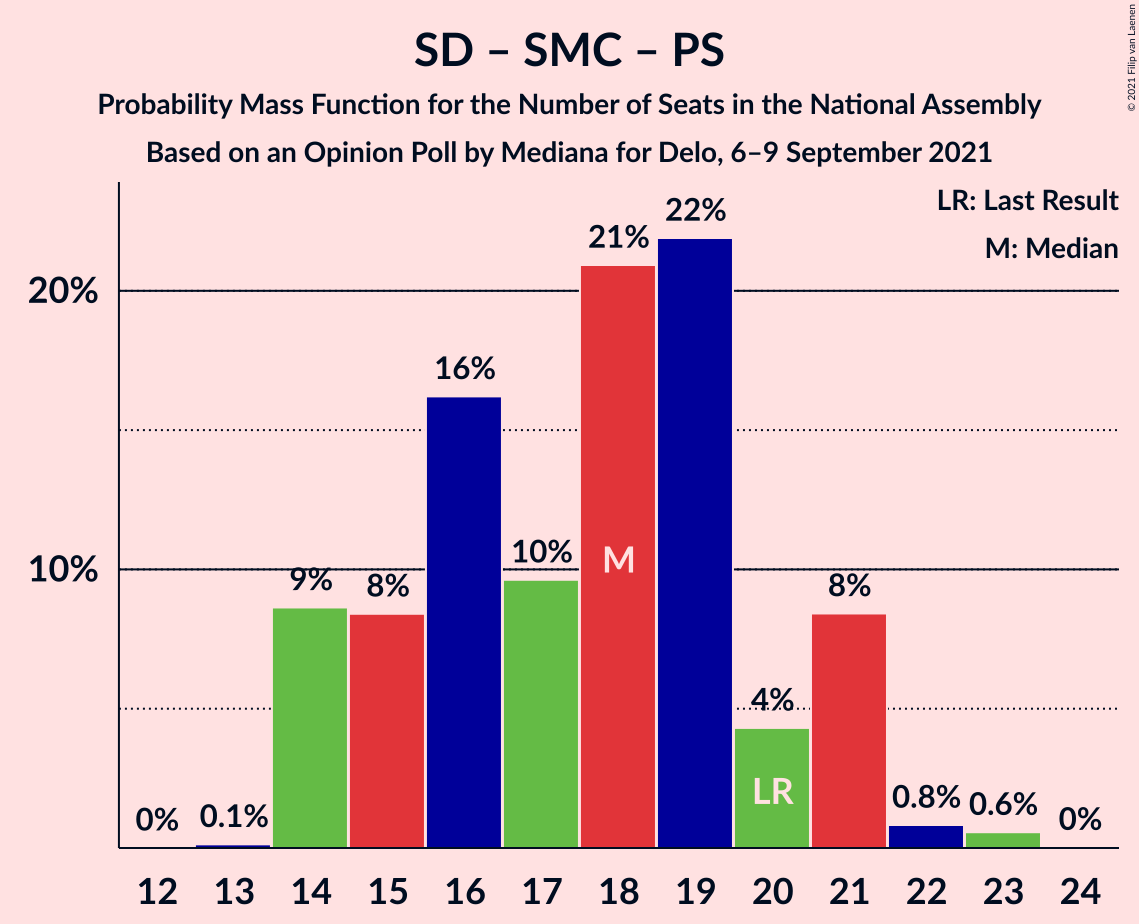 SD – SMC – PS
Probability Mass Function for the Number of Seats in the National Assembly
Based on an Opinion Poll by Mediana for Delo, 6–9 September 2021
© 2021 Filip van Laenen
LR: Last Result
M: Median
20%
10%
0%
0.1%
9%
8%
16%
10%
21%
22%
4%
8%
0.8%
0.6%
0%
M
LR
12 13 14 15 16 17 18 19 20 21 22 23 24